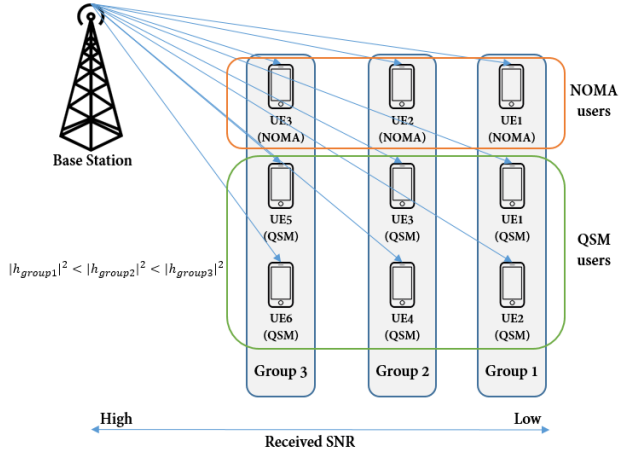 Base Station
UE3
(NOMA)
UE2
(NOMA)
UE1
(NOMA)
NOMA
users
UE5
(QSM)
UE3
(QSM)
UE1
(QSM)
QSM
users
|h_{group1}|^2 < |h_{group2}|^2 < |h_{group3}|^2
UE6
(QSM)
UE4
(QSM)
UE2
(QSM)
Group 3
Group 2
Group 1
High
Low
Received SNR